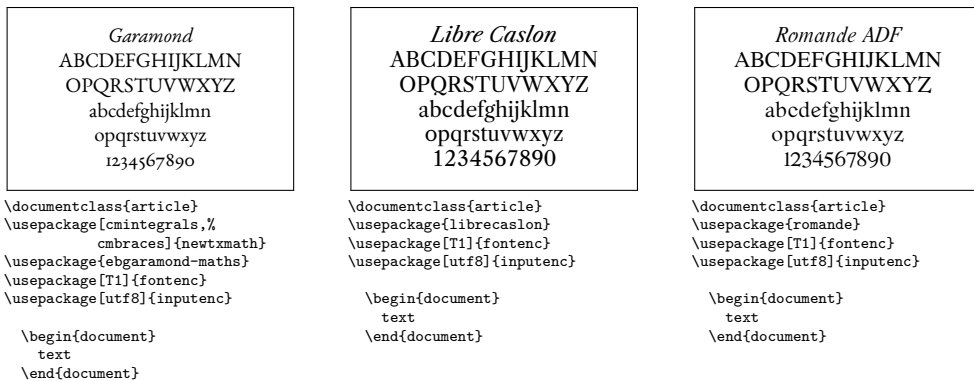 Garamond
ABCDEFGHIJKLMN
OPQRSTUVWXYZ
abcdefghijklmn
opqrstuvwxyz
1234567890
\documentclass{article}
\usepackage[cmintegrals,%
cmbraces]{newtxmath}
\usepackage{ebgaramond-maths}
\usepackage[T1]{fontenc}
\usepackage[utf8]{inputenc}
\begin{document}
text
\end{document}
Libre Caslon
ABCDEFGHIJKLMN
OPQRSTUVWXYZ
abcdefghijklmn
opqrstuvwxyz
1234567890
\documentclass{article}
\usepackage{librecaslon}
\usepackage[T1]{fontenc}
\usepackage[utf8]{inputenc}
\begin{document}
text
\end{document}
Romande ADF
ABCDEFGHIJKLMN
OPQRSTUVWXYZ
abcdefghijklmn
opqrstuvwxyz
1234567890
\documentclass{article}
\usepackage{romande}
\usepackage[T1]{fontenc}
\usepackage[utf8]{inputenc}
\begin{document}
text
\end{document}